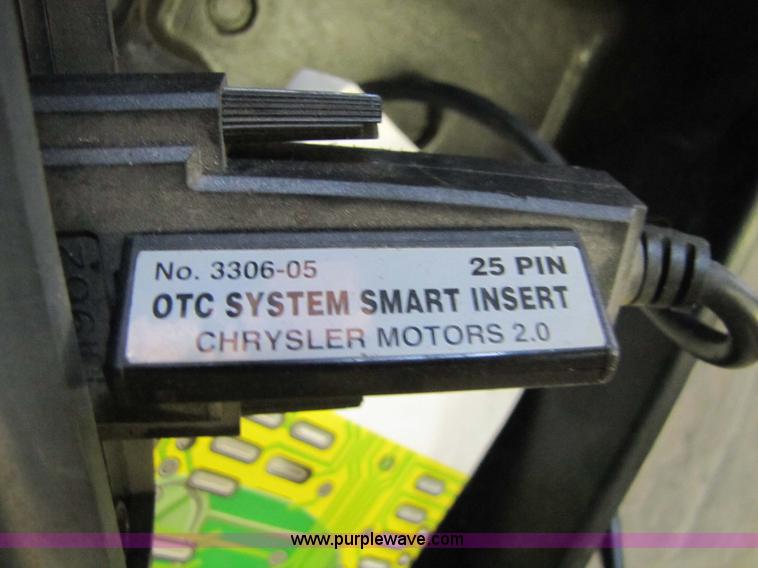 No. 3306-05 25 PIN
OTC SYSTEM SMART INSERT
CHRYSLER MOTORS 2.0
www.purplewave.com